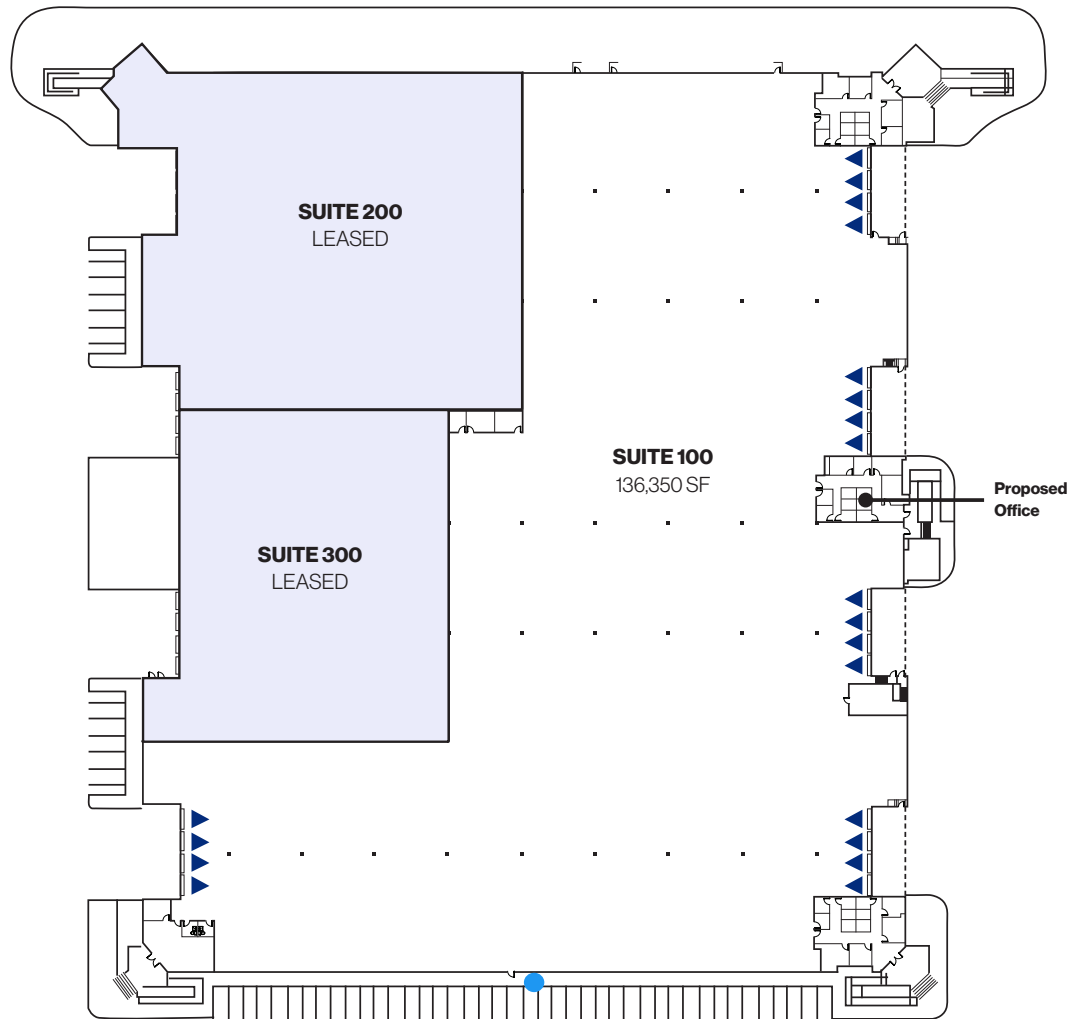 SUITE 200
LEASED
SUITE 100
136,350 SF
Proposed
Office
SUITE 300
LEASED